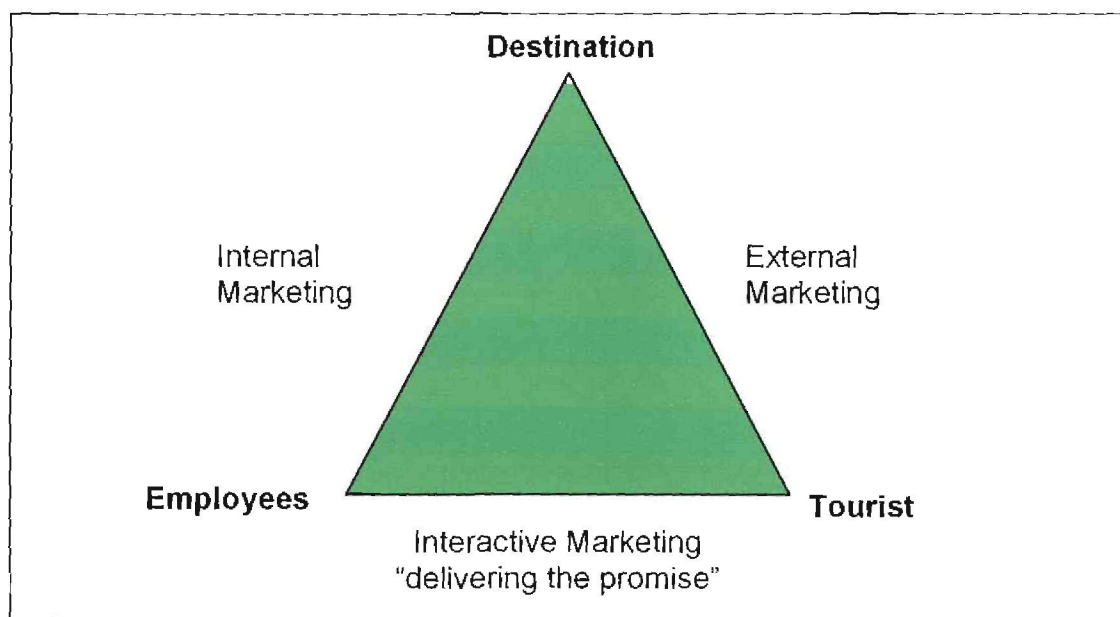 Destination
Internal
Marketing
External
Marketing
Employees
Tourist
Interactive Marketing
“delivering the promise”